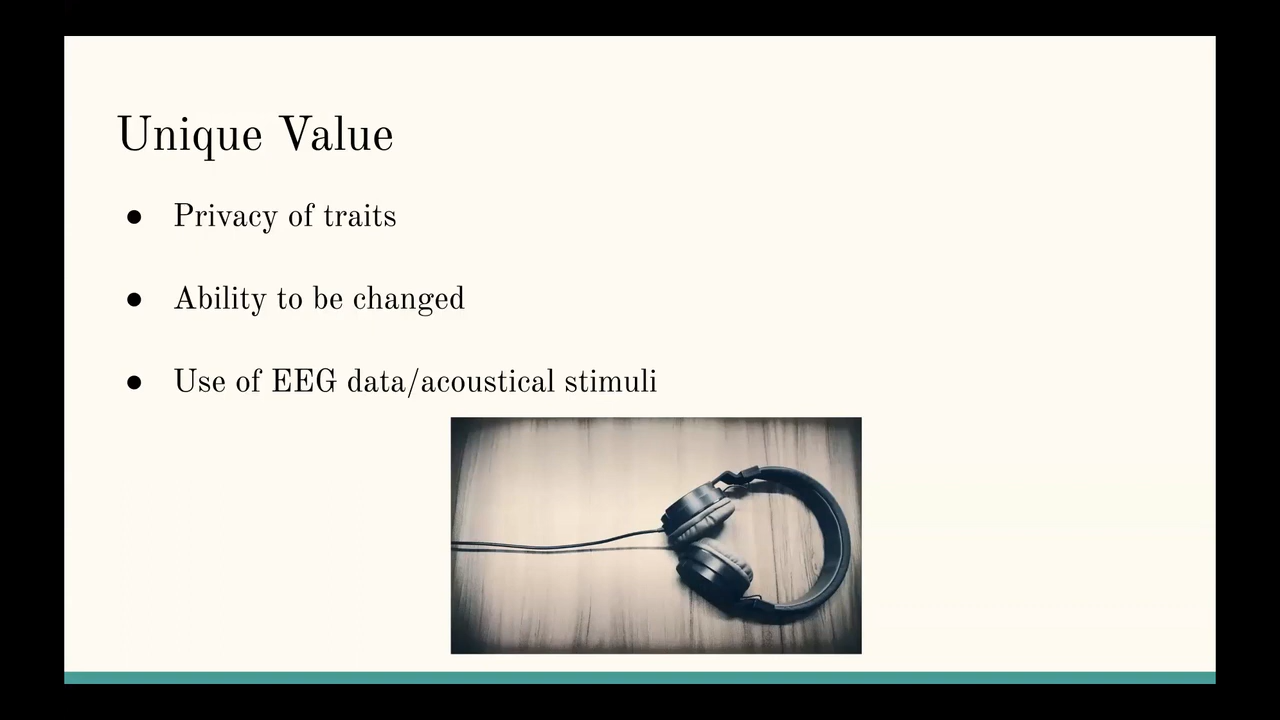 Unique Value
● Privacy of traits
● Ability to be changed
● Use of EEG data/acoustical stimuli